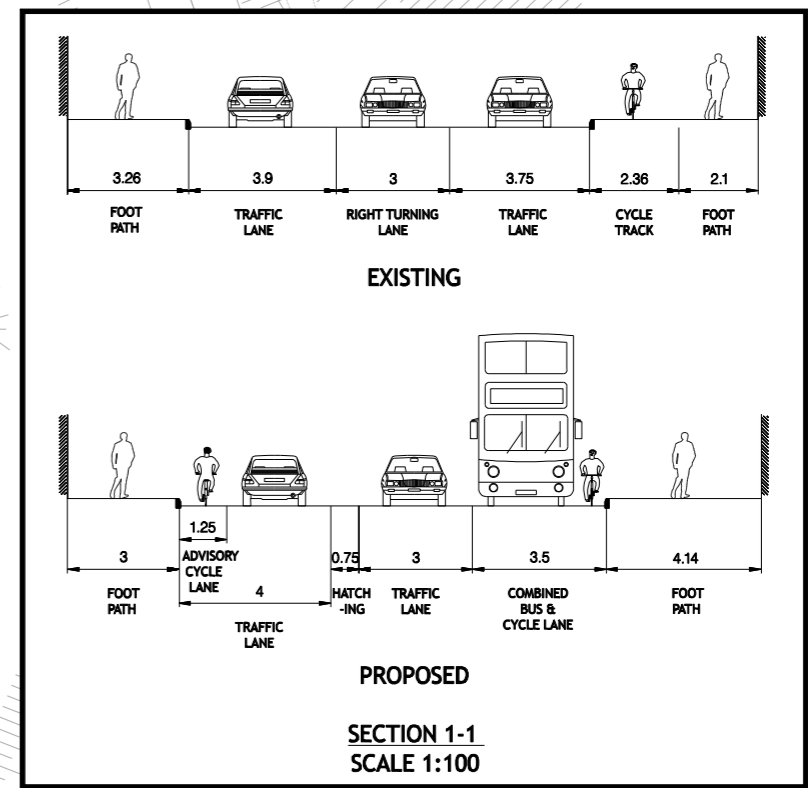 3.26 3.9 3 3.75 2.36 2.1
FOOT PATH
TRAFFIC LANE
RIGHT TURNING LANE
TRAFFIC LANE
CYCLE TRACK
FOOT PATH
EXISTING
1.25
3 ADVISORY CYCLE LANE 4 0.75 3 3.5 4.14
FOOT PATH
TRAFFIC LANE
HATCH -ING
TRAFFIC LANE
COMBINED BUS & CYCLE LANE
FOOT PATH
PROPOSED
SECTION 1-1
SCALE 1:100